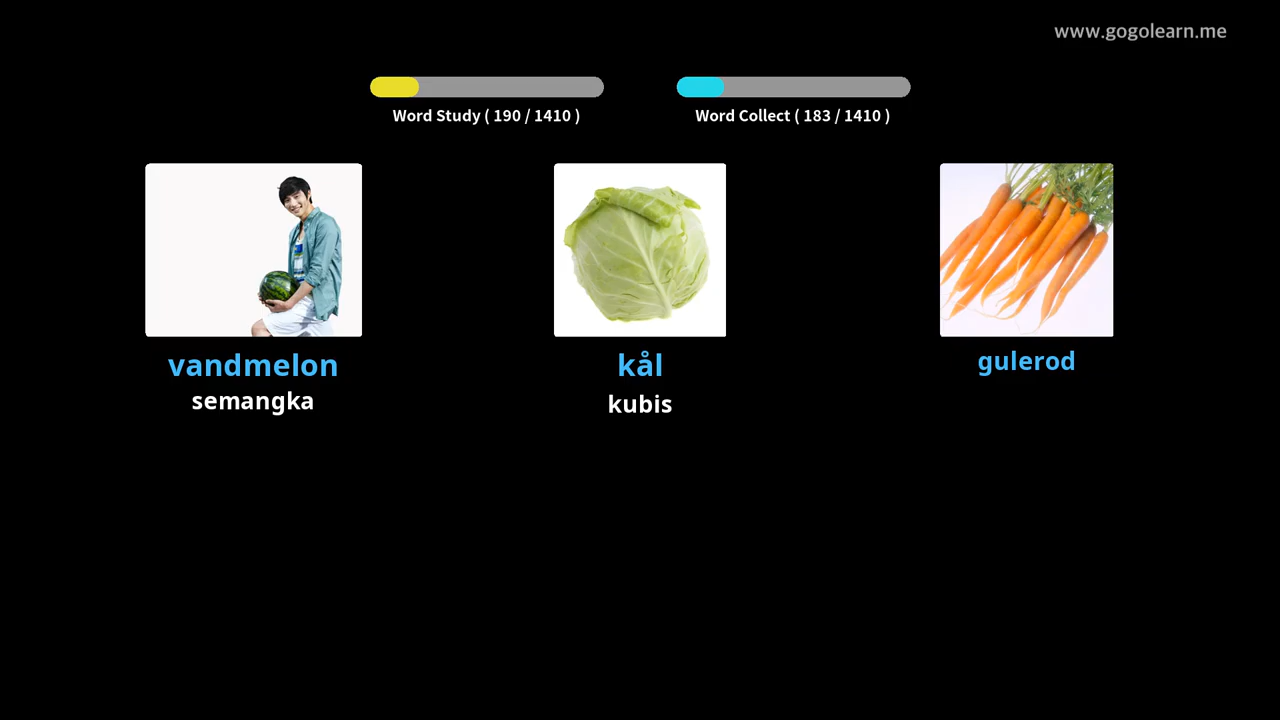 www.gogolearn.me
Word Study ( 190 / 1410 )
Word Collect ( 183 / 1410 )
vandmelon
semangka
kål
kubis
gulerod